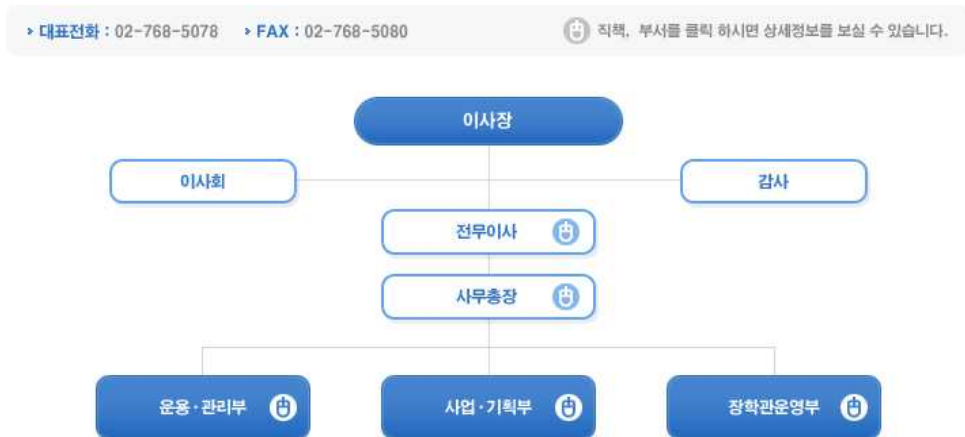 › 대표전화 : 02-768-5078 › FAX : 02-768-5080 직책, 부서를 클릭 하시면 상세정보를 보실 수 있습니다.
이사장
이사회 감사
전무이사
사무총장
운용·관리부 사업·기획부 장학관운영부